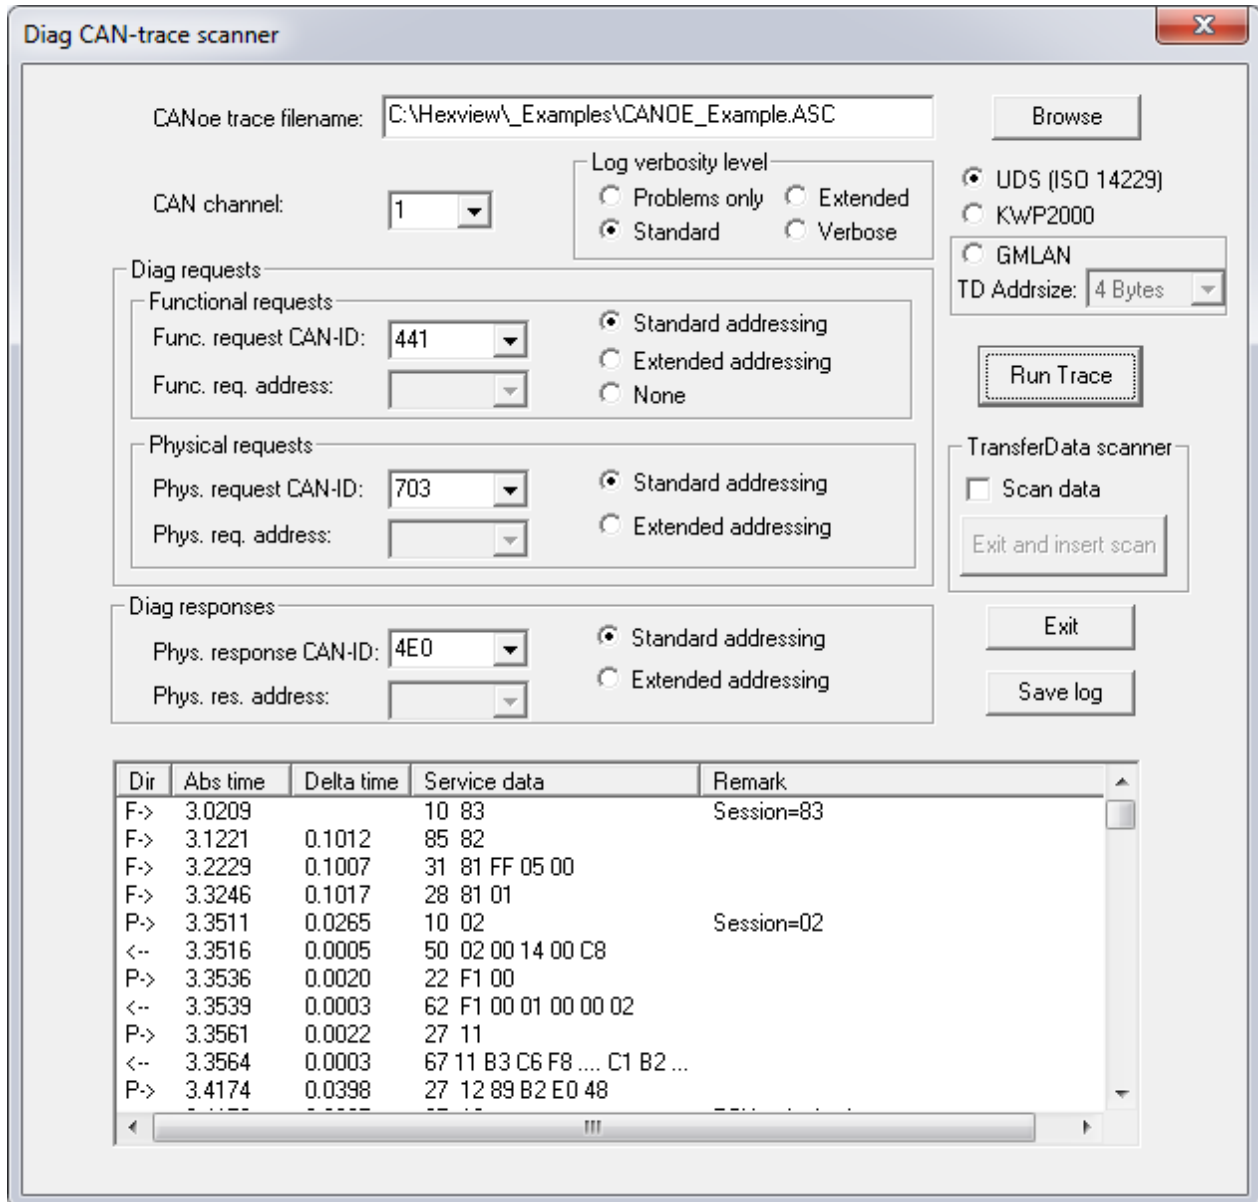 Diag CAN-trace scanner
CANoe trace filename: C:\Hexview\_Examples\CANOE_Example.ASC Browse
Log verbosity level
CAN channel: 1 Problems only Extended UDS (ISO 14229)
Standard Verbose KWP2000
GMLAN
Diag requests TD Addrsize: 4 Bytes
Functional requests
Func. request CAN-ID: 441 Standard addressing
Extended addressing
Func. req. address: None Run Trace
Physical requests TransferData scanner
Phys. request CAN-ID: 703 Standard addressing Scan data
Phys. req. address: Extended addressing Exit and insert scan
Diag responses
Phys. response CAN-ID: 4E0 Standard addressing Exit
Phys. res. address: Extended addressing Save log
Dir Abs time Delta time Service data Remark
F-> 3.0209 10 83 Session=83
F-> 3.1221 0.1012 85 82
F-> 3.2229 0.1007 31 81 FF 05 00
F-> 3.3246 0.1017 28 81 01
P-> 3.3511 0.0265 10 02 Session=02
<-- 3.3516 0.0005 50 02 00 14 00 C8
P-> 3.3536 0.0020 22 F1 00
<-- 3.3539 0.0003 62 F1 00 01 00 00 02
P-> 3.3561 0.0022 27 11
<-- 3.3564 0.0003 67 11 B3 C6 F8 .... C1 B2 ...
P-> 3.4174 0.0398 27 12 89 B2 E0 48